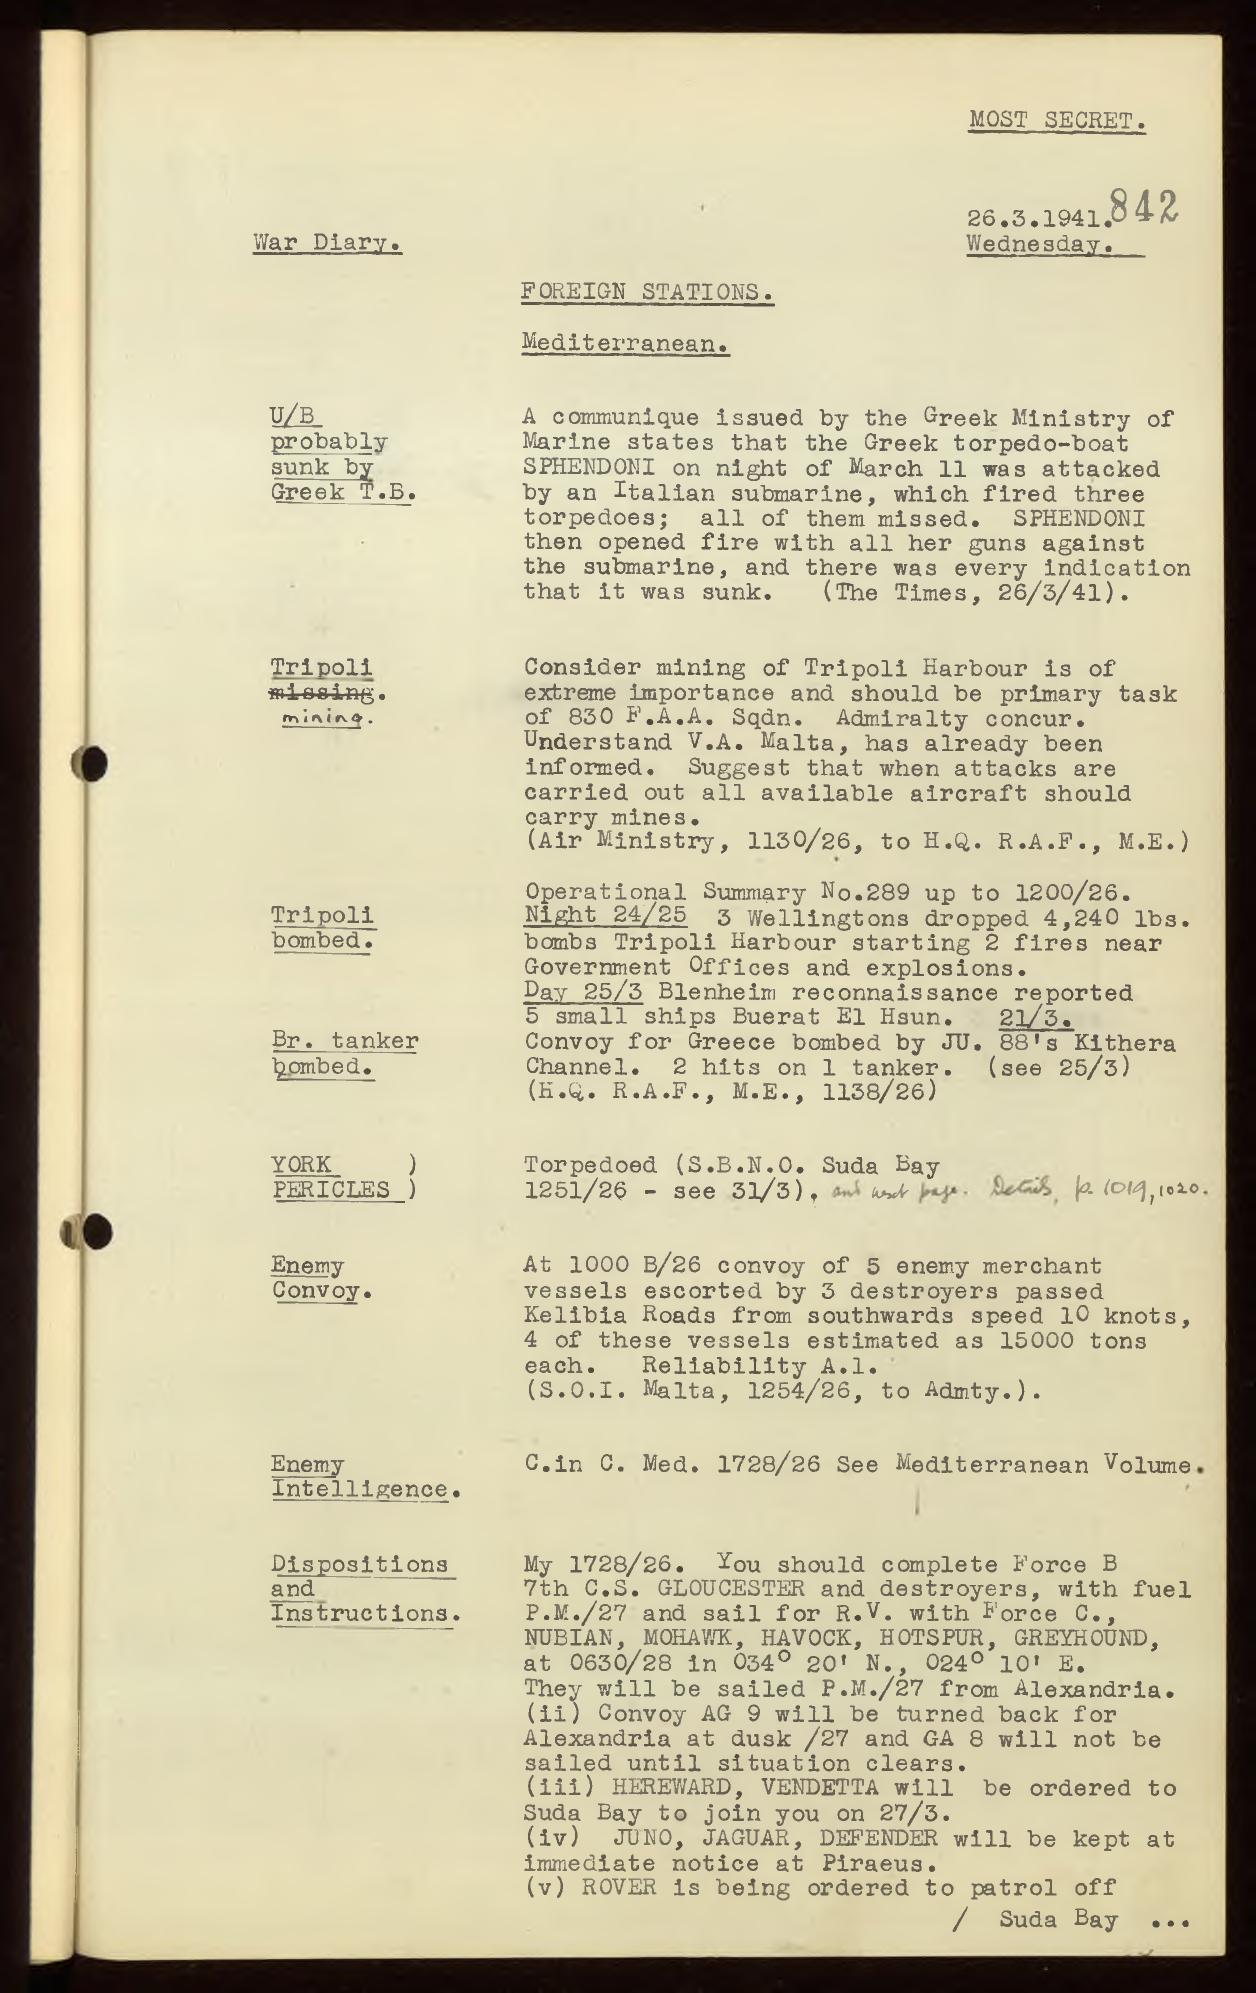 MOST SECRET.
26.3.1941.
842
War Diary.
Wednesday.
FOREIGN STATIONS.
Mediterranean.
U/B
probably
sunk by
Greek T.B.
A communique issued by the Greek Ministry of
Marine states that the Greek torpedo-boat
SPHENDONI on night of March 11 was attacked
by an Italian submarine, which fired three
torpedoes; all of them missed. SPHENDONI
then opened fire with all her guns against
the submarine, and there was every indication
that it was sunk. (The Times, 26/3/41).
Tripoli
missing.
mining.
Consider mining of Tripoli Harbour is of
extreme importance and should be primary task
of 830 F.A.A. Sqdn. Admiralty concur.
Understand V.A. Malta, has already been
informed. Suggest that when attacks are
carried out all available aircraft should
carry mines.
(Air Ministry, 1130/26, to H.Q. R.A.F., M.E.)
Tripoli
bombed.
Operational Summary No.289 up to 1200/26.
Night 24/25 3 Wellingtons dropped 4,240 lbs.
bombs Tripoli Harbour starting 2 fires near
Government Offices and explosions.
Day 25/3 Blenheim reconnaissance reported
5 small ships Buerat El Hsun. 21/3.
Br. tanker
bombed.
Convoy for Greece bombed by JU. 88's Kithera
Channel. 2 hits on 1 tanker. (see 25/3)
(H.Q. R.A.F., M.E., 1138/26)
YORK )
PERICLES )
Torpedoed (S.B.N.O. Suda Bay
1251/26 - see 31/3), and next page. Details, p. 1019, 1020.
Enemy
Convoy.
At 1000 B/26 convoy of 5 enemy merchant
vessels escorted by 3 destroyers passed
Kelibia Roads from southwards speed 10 knots,
4 of these vessels estimated as 15000 tons
each. Reliability A.1.
(S.O.I. Malta, 1254/26, to Admty.).
Enemy
Intelligence.
C.in C. Med. 1728/26 See Mediterranean Volume.
Dispositions
and
Instructions.
My 1728/26. You should complete Force B
7th C.S. GLOUCESTER and destroyers, with fuel
P.M./27 and sail for R.V. with Force C.,
NUBIAN, MOHAWK, HAVOCK, HOTSPUR, GREYHOUND,
at 0630/28 in 034° 20' N., 024° 10' E.
They will be sailed P.M./27 from Alexandria.
(ii) Convoy AG 9 will be turned back for
Alexandria at dusk /27 and GA 8 will not be
sailed until situation clears.
(iii) HEREWARD, VENDETTA will be ordered to
Suda Bay to join you on 27/3.
(iv) JUNO, JAGUAR, DEFENDER will be kept at
immediate notice at Piraeus.
(v) ROVER is being ordered to patrol off
/ Suda Bay ...